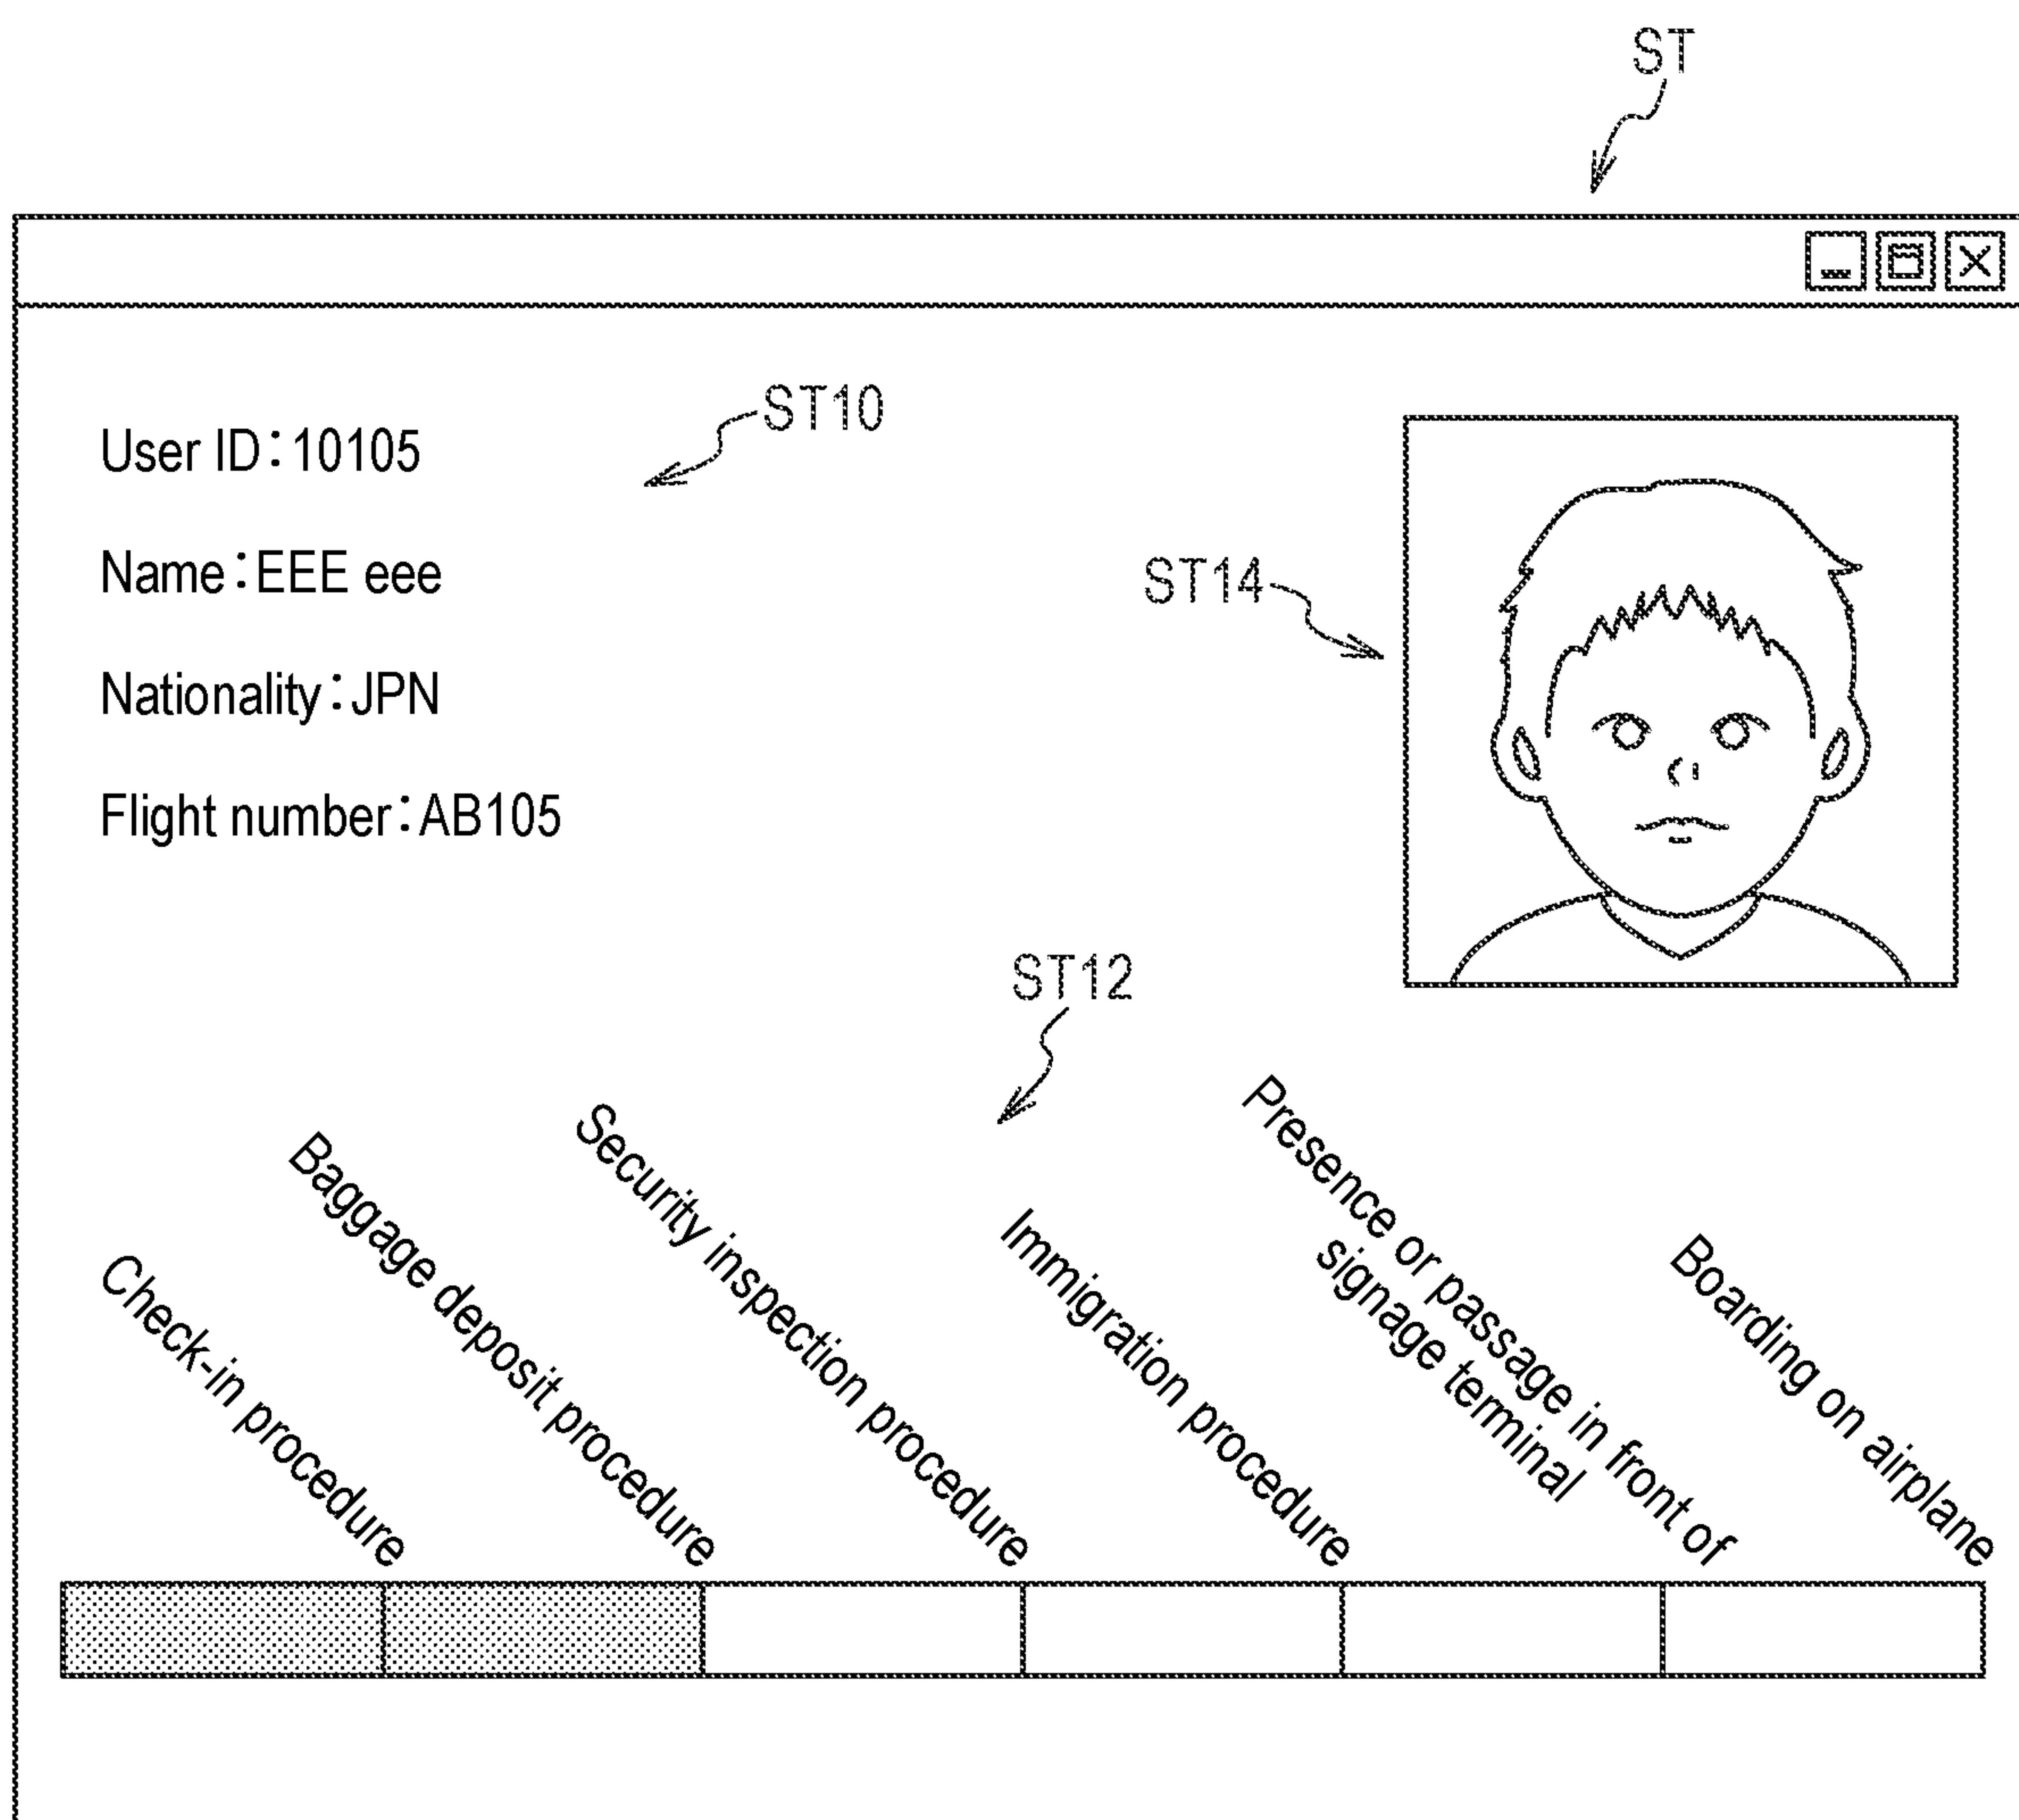 ST
ST10
User ID:10105
Name:EEE eee
Nationality:JPN
Flight number:AB105
ST14
ST12
Check-in procedure
Baggage deposit procedure
Security inspection procedure
Immigration procedure
Presence or passage in front of
signage terminal
Boarding on airplane